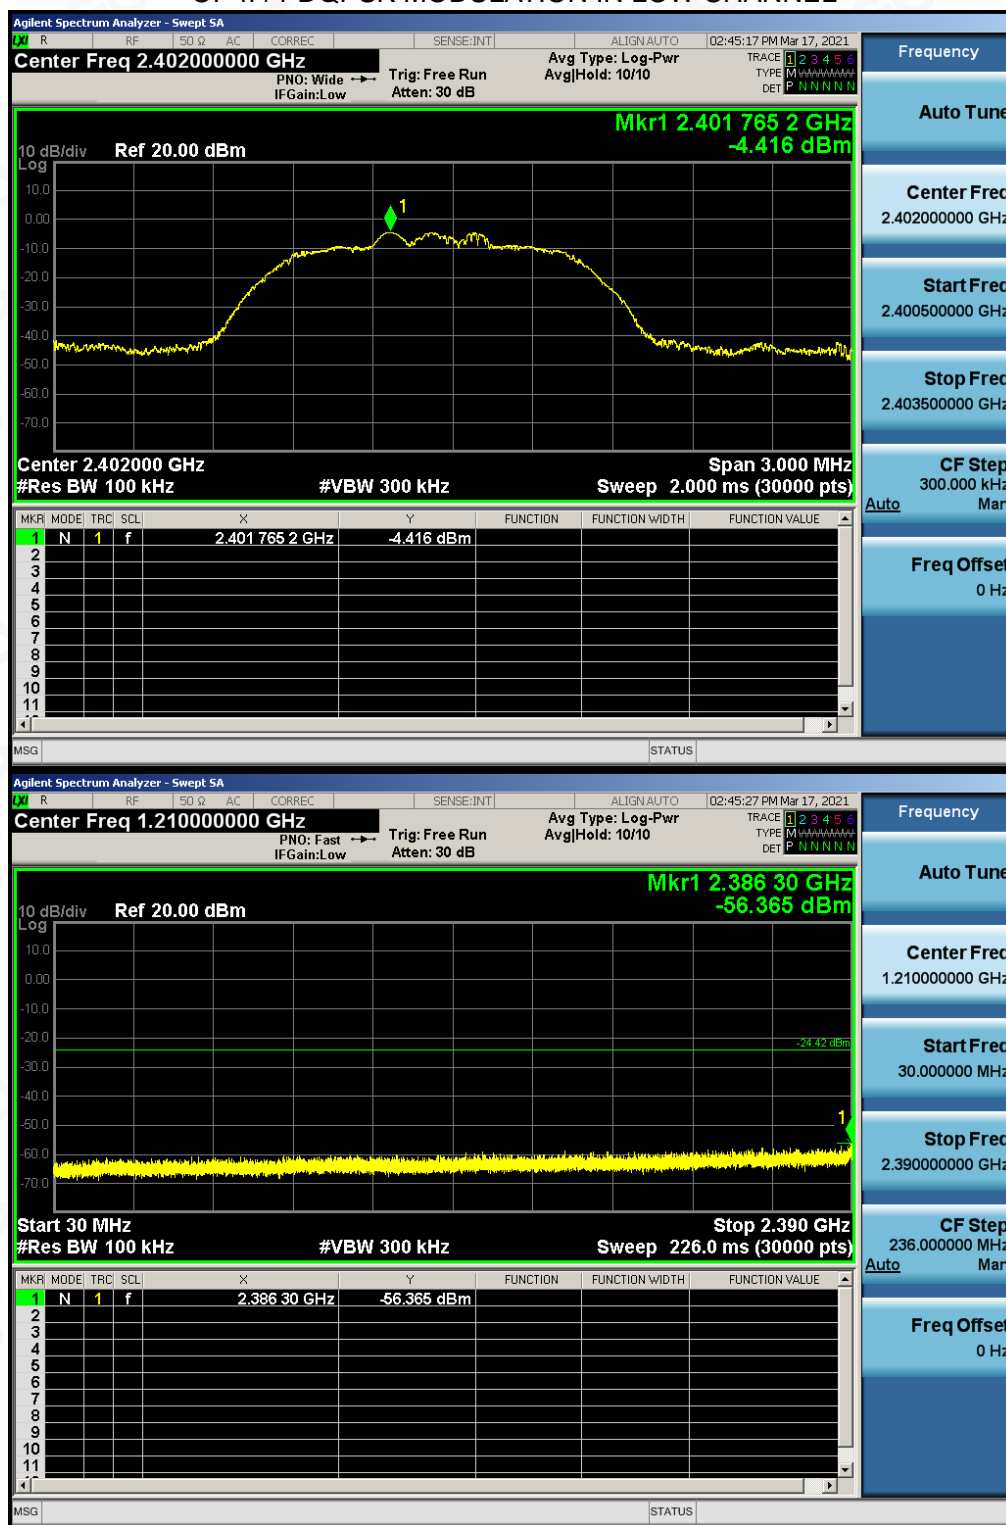 Agilent Spectrum Analyzer - Swept SA
LXI R RF 50 Ω AC CORREC SENSE:INT ALIGN AUTO 02:45:17 PM Mar 17, 2021
Center Freq 2.402000000 GHz
PNO: Wide
IFGain:Low
Trig: Free Run
Atten: 30 dB
Avg Type: Log-Pwr
Avg|Hold: 10/10
TRACE 1 2 3 4 5 6
TYPE M
DET P N N N N N
Mkr1 2.401 765 2 GHz
-4.416 dBm
10 dB/div
Log
Ref 20.00 dBm
10.0
0.00
-10.0
-20.0
-30.0
-40.0
-50.0
-60.0
-70.0
1
Center 2.402000 GHz
Span 3.000 MHz
#Res BW 100 kHz
#VBW 300 kHz
Sweep 2.000 ms (30000 pts)
MKR MODE TRC SCL X Y FUNCTION FUNCTION WIDTH FUNCTION VALUE
1 N 1 f 2.401 765 2 GHz -4.416 dBm
2
3
4
5
6
7
8
9
10
11
MSG
STATUS
Frequency
Auto Tune
Center Freq
2.402000000 GHz
Start Freq
2.400500000 GHz
Stop Freq
2.403500000 GHz
CF Step
300.000 kHz
Auto Man
Freq Offset
0 Hz
Agilent Spectrum Analyzer - Swept SA
LXI R RF 50 Ω AC CORREC SENSE:INT ALIGN AUTO 02:45:27 PM Mar 17, 2021
Center Freq 1.210000000 GHz
PNO: Fast
IFGain:Low
Trig: Free Run
Atten: 30 dB
Avg Type: Log-Pwr
Avg|Hold: 10/10
TRACE 1 2 3 4 5 6
TYPE M
DET P N N N N N
Mkr1 2.386 30 GHz
-56.365 dBm
10 dB/div
Log
Ref 20.00 dBm
10.0
0.00
-10.0
-20.0
-30.0
-40.0
-50.0
-60.0
-70.0
-24.42 dBm
1
Start 30 MHz
Stop 2.390 GHz
#Res BW 100 kHz
#VBW 300 kHz
Sweep 226.0 ms (30000 pts)
MKR MODE TRC SCL X Y FUNCTION FUNCTION WIDTH FUNCTION VALUE
1 N 1 f 2.386 30 GHz -56.365 dBm
2
3
4
5
6
7
8
9
10
11
MSG
STATUS
Frequency
Auto Tune
Center Freq
1.210000000 GHz
Start Freq
30.000000 MHz
Stop Freq
2.390000000 GHz
CF Step
236.000000 MHz
Auto Man
Freq Offset
0 Hz